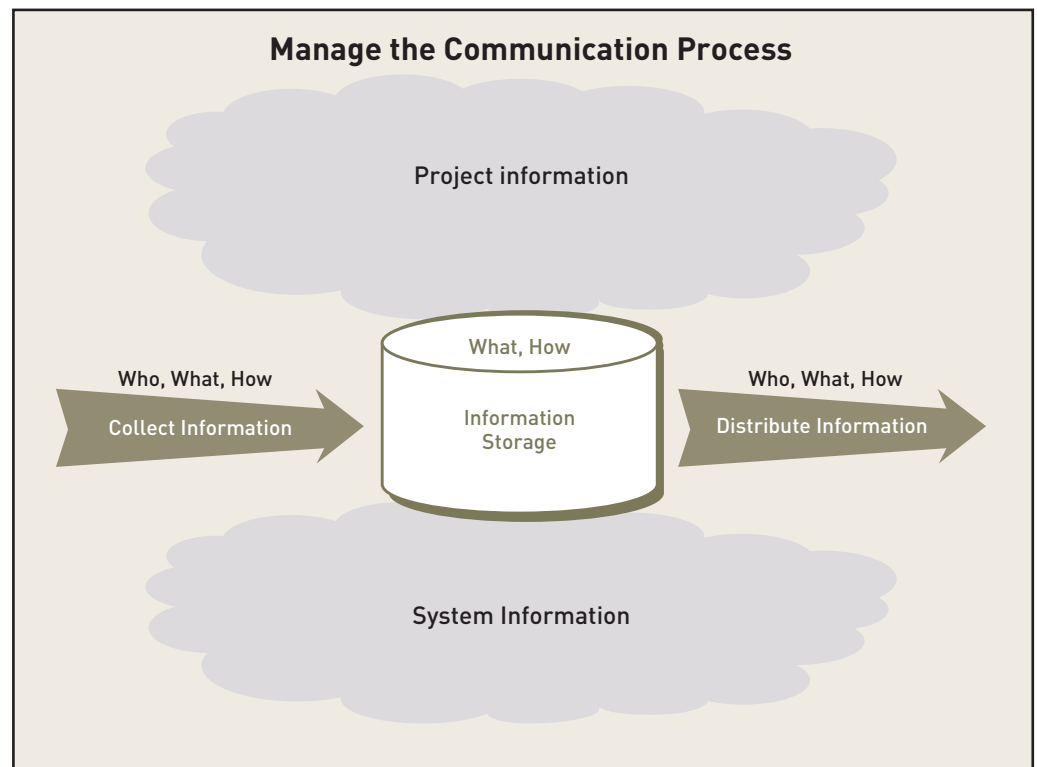 Manage the Communication Process
Project information
What, How
Who, What, How
Collect Information
Information
Storage
Who, What, How
Distribute Information
System Information